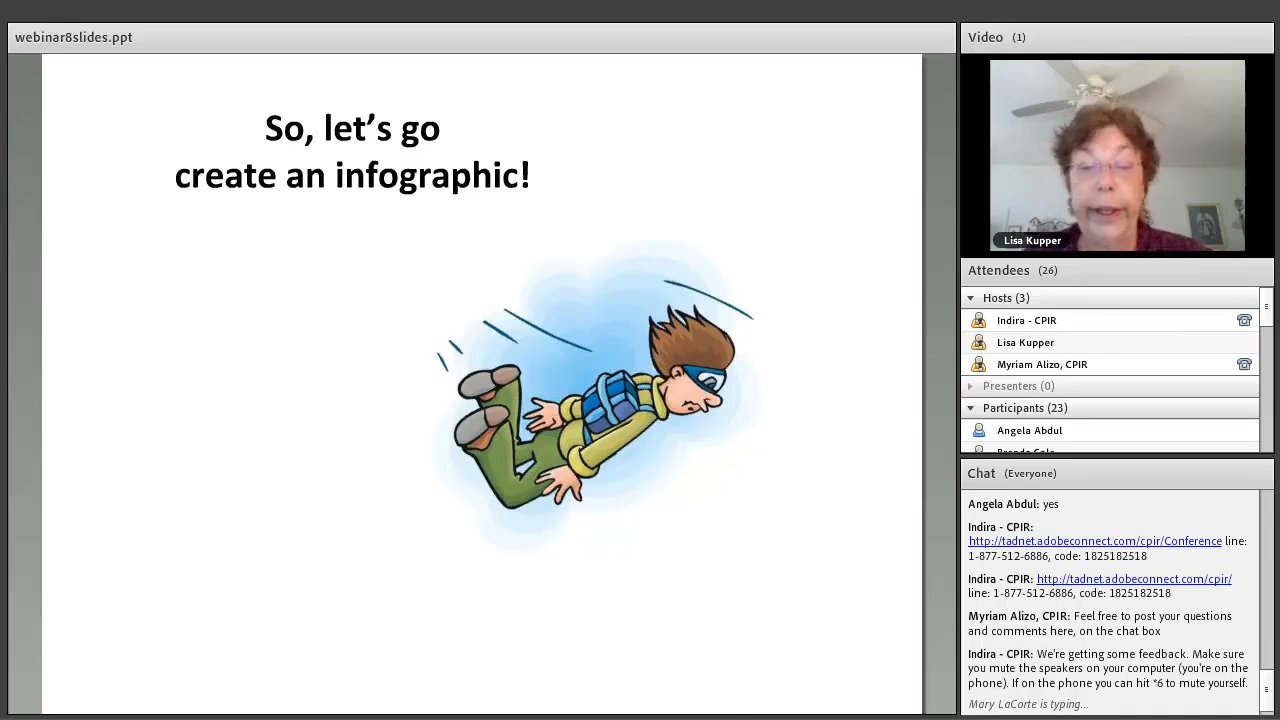 webinar8slides.ppt
So, let's go
create an infographic!
Video (1)
Lisa Kupper
Attendees (26)
Hosts (3)
Indira - CPIR
Lisa Kupper
Myriam Alizo, CPIR
Presenters (0)
Participants (23)
Angela Abdul
Chat (Everyone)
Angela Abdul: yes
Indira - CPIR:
http://tadnet.adobeconnect.com/cpir/Conference line:
1-877-512-6886, code: 1825182518
Indira - CPIR: http://tadnet.adobeconnect.com/cpir/
line: 1-877-512-6886, code: 1825182518
Myriam Alizo, CPIR: Feel free to post your questions
and comments here, on the chat box
Indira - CPIR: We're getting some feedback. Make sure
you mute the speakers on your computer (you're on the
phone). If on the phone you can hit *6 to mute yourself.
Mary LaCorte is typing...